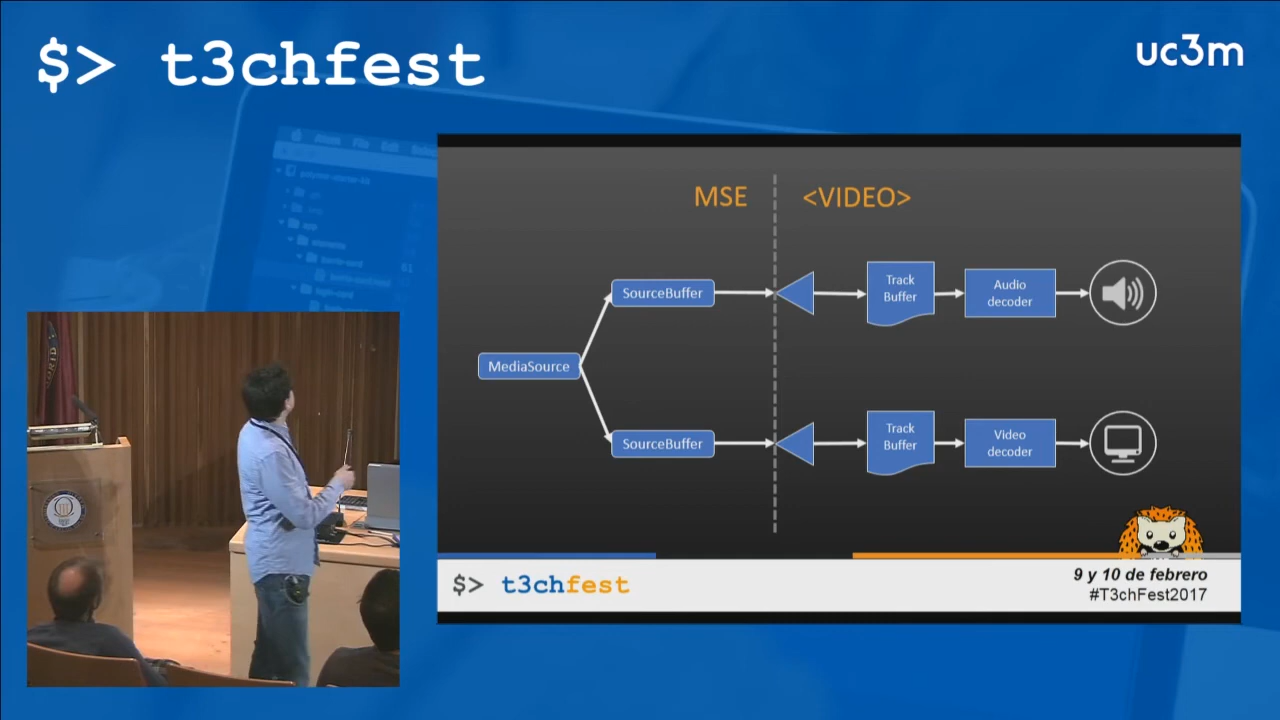 $> t3chfest
uc3m
MSE
<VIDEO>
SourceBuffer
Track
Buffer
Audio
decoder
MediaSource
SourceBuffer
Track
Buffer
Video
decoder
$> t3chfest
9 y 10 de febrero
#T3chFest2017